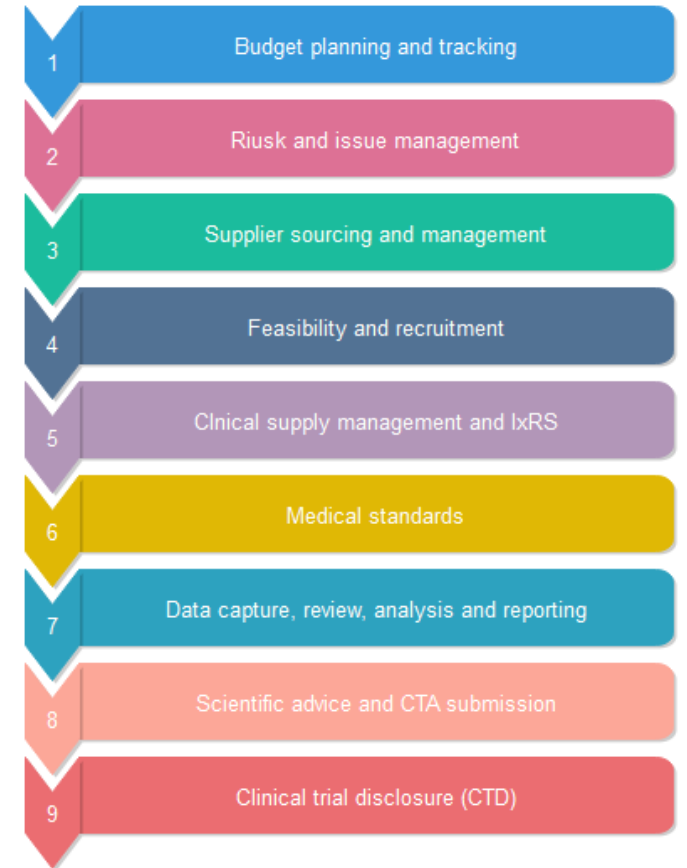 1
Budget planning and tracking
2
Riusk and issue management
3
Supplier sourcing and management
4
Feasibility and recruitment
5
Clnical supply management and IxRS
6
Medical standards
7
Data capture, review, analysis and reporting
8
Scientific advice and CTA submission
9
Clinical trial disclosure (CTD)